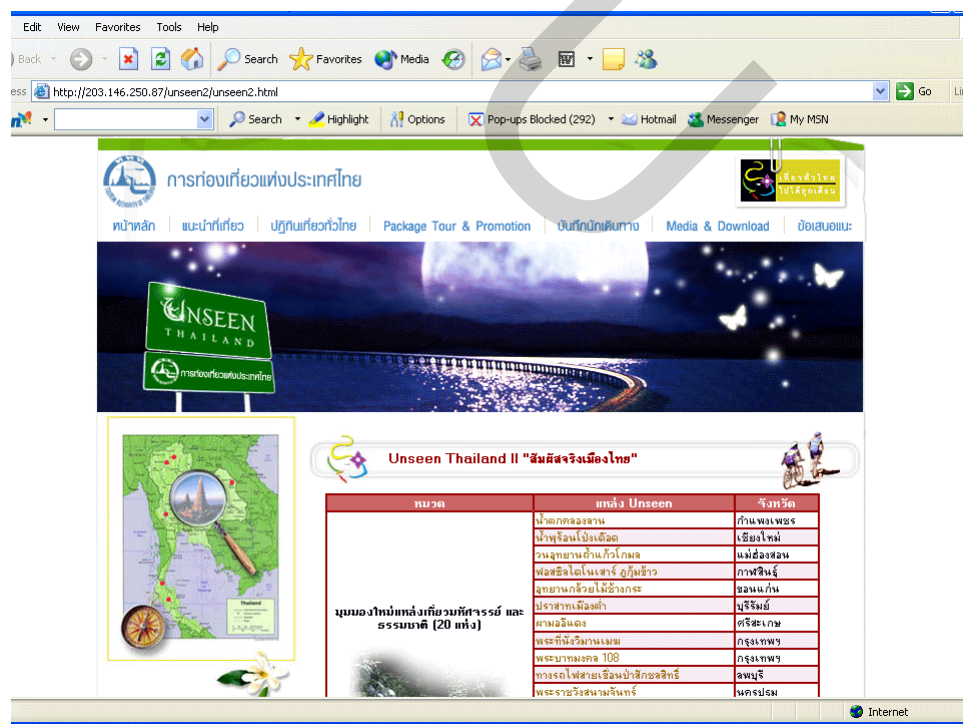 Edit View Favorites Tools Help
Back Search Favorites Media
ess http://203.146.250.87/unseen2/unseen2.html Go Li
Search Highlight Options Pop-ups Blocked (292) Hotmail Messenger My MSN
การท่องเที่ยวแห่งประเทศไทย
เที่ยวทั่วไทย
ไปได้ทุกเดือน
หน้าหลัก แนะนำที่เที่ยว ปฏิทินเที่ยวทั่วไทย Package Tour & Promotion บันทึกนักเดินทาง Media & Download ข้อเสนอแนะ
UNSEEN
THAILAND
การท่องเที่ยวแห่งประเทศไทย
Unseen Thailand II "สัมผัสจริงเมืองไทย"
หมวด แหล่ง Unseen จังหวัด
น้ำตกคลองลาน กำแพงเพชร
น้ำพุร้อนโป่งเดือด เชียงใหม่
วนอุทยานถ้ำแก้วโกมล แม่ฮ่องสอน
ฟอสซิลไดโนเสาร์ ภูกุ้มข้าว กาฬสินธุ์
อุทยานกล้วยไม้ช้างกระ ขอนแก่น
ปราสาทเมืองต่ำ บุรีรัมย์
มุมมองใหม่แหล่งเที่ยวมหัศจรรย์ และ
ธรรมชาติ (20 แห่ง)
ผามออีแดง ศรีสะเกษ
พระที่นั่งวิมานเมฆ กรุงเทพฯ
พระบาทมงคล 108 กรุงเทพฯ
ทางรถไฟสายเขื่อนป่าสักชลสิทธิ์ ลพบุรี
พระราชวังสนามจันทร์ นครปฐม
Thailand
Internet